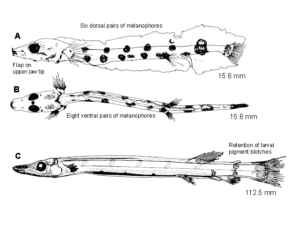 Six dorsal pairs of melanophores
A
Flap on
upper jaw tip
15.6 mm
B
Eight ventral pairs of melanophores
15.6 mm
Retention of larval
pigment blotches
C
112.5 mm